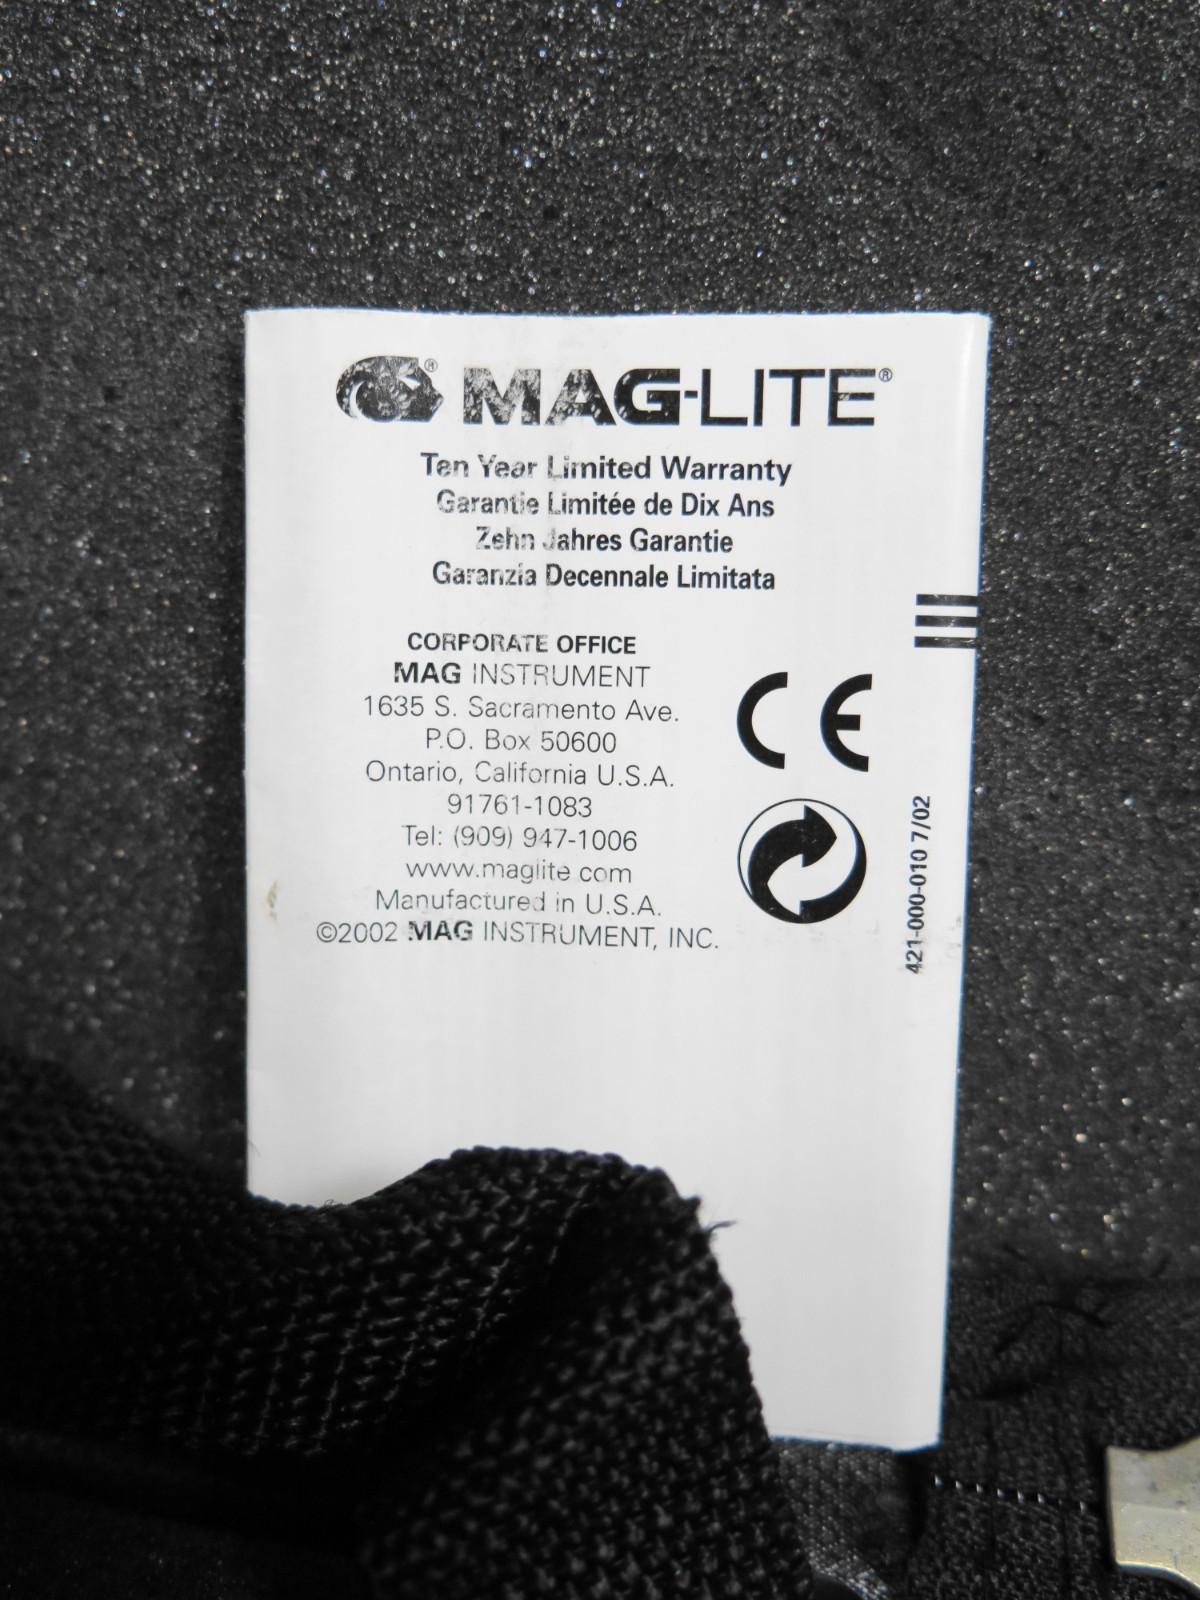 MAG-LITE®
Ten Year Limited Warranty
Garantie Limitée de Dix Ans
Zehn Jahres Garantie
Garanzia Decennale Limitata
CORPORATE OFFICE
MAG INSTRUMENT
1635 S. Sacramento Ave.
P.O. Box 50600
Ontario, California U.S.A.
91761-1083
Tel: (909) 947-1006
www.maglite.com
Manufactured in U.S.A.
©2002 MAG INSTRUMENT, INC.
CE
421-000-010 7/02